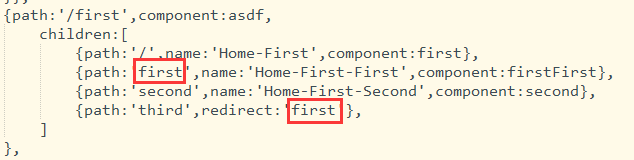 }},
{path:'/first',component:asdf,
children:[
{path:'/',name:'Home-First',component:first},
{path:'first',name:'Home-First-First',component:firstFirst},
{path:'second',name:'Home-First-Second',component:second},
{path:'third',redirect:'first'},
]
},